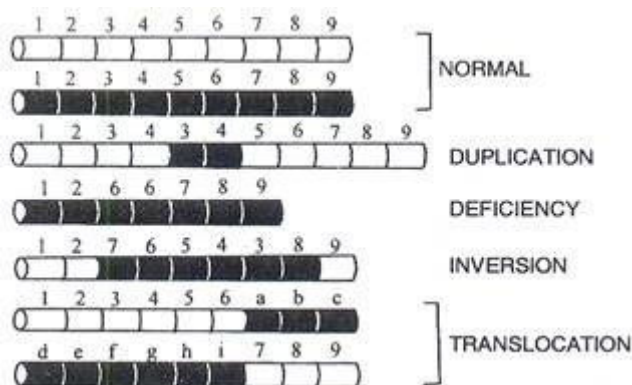 1 2 3 4 5 6 7 8 9
NORMAL
1 2 3 4 5 6 7 8 9
1 2 3 4 3 4 5 6 7 8 9
DUPLICATION
1 2 6 6 7 8 9
DEFICIENCY
1 2 7 6 5 4 3 8 9
INVERSION
1 2 3 4 5 6 a b c
TRANSLOCATION
d e f g h i 7 8 9